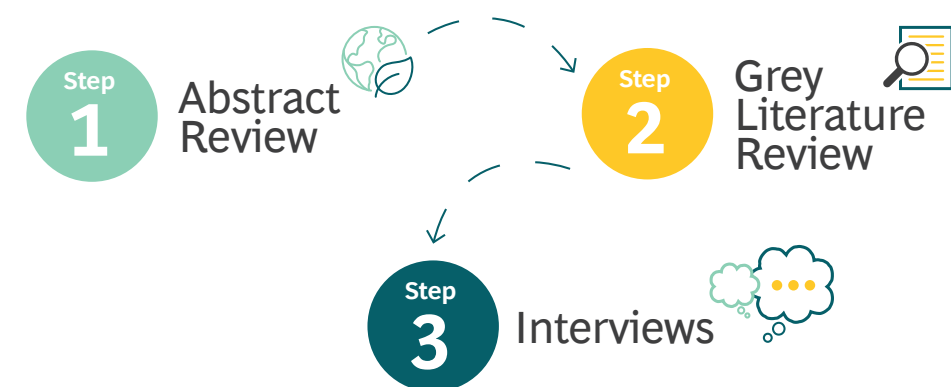 Step
1
Abstract
Review
Step
2
Grey
Literature
Review
Step
3
Interviews